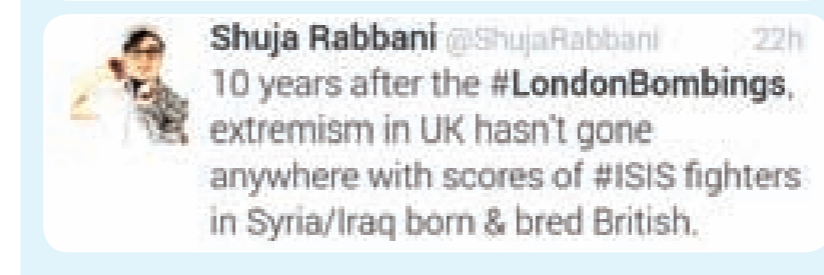 Shuja Rabbani @ShujaRabbani 22h
10 years after the #LondonBombings,
extremism in UK hasn't gone
anywhere with scores of #ISIS fighters
in Syria/Iraq born & bred British.